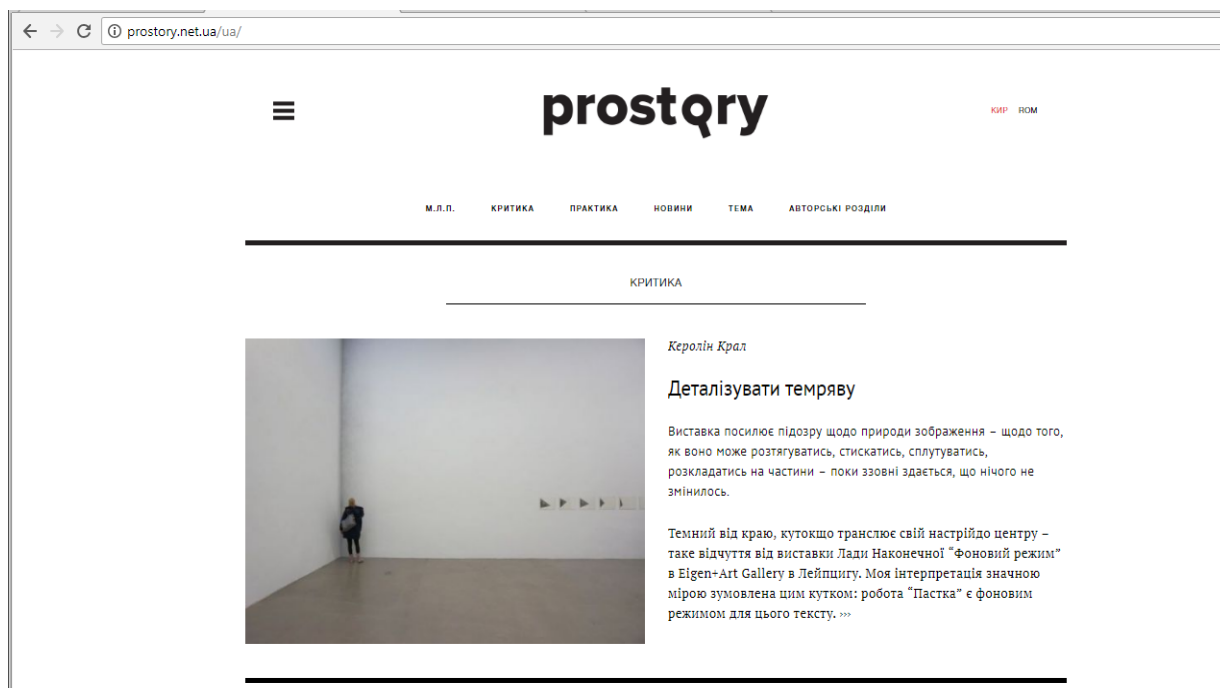 prostory.net.ua/ua/
prostory
КИР ROM
М.Л.П. КРИТИКА ПРАКТИКА НОВИНИ ТЕМА АВТОРСЬКІ РОЗДІЛИ
КРИТИКА
Керолін Крал
Деталізувати темряву
Виставка посилює підозру щодо природи зображення – щодо того,
як воно може розтягуватись, стискатись, сплутуватись,
розкладатись на частини – поки ззовні здається, що нічого не
змінилось.
Темний від краю, кутокщо транслює свій настрійдо центру –
таке відчуття від виставки Лади Наконечної “Фоновий режим”
в Eigen+Art Gallery в Лейпцигу. Моя інтерпретація значною
мірою зумовлена цим кутком: робота “Пастка” є фоновим
режимом для цього тексту. ›››